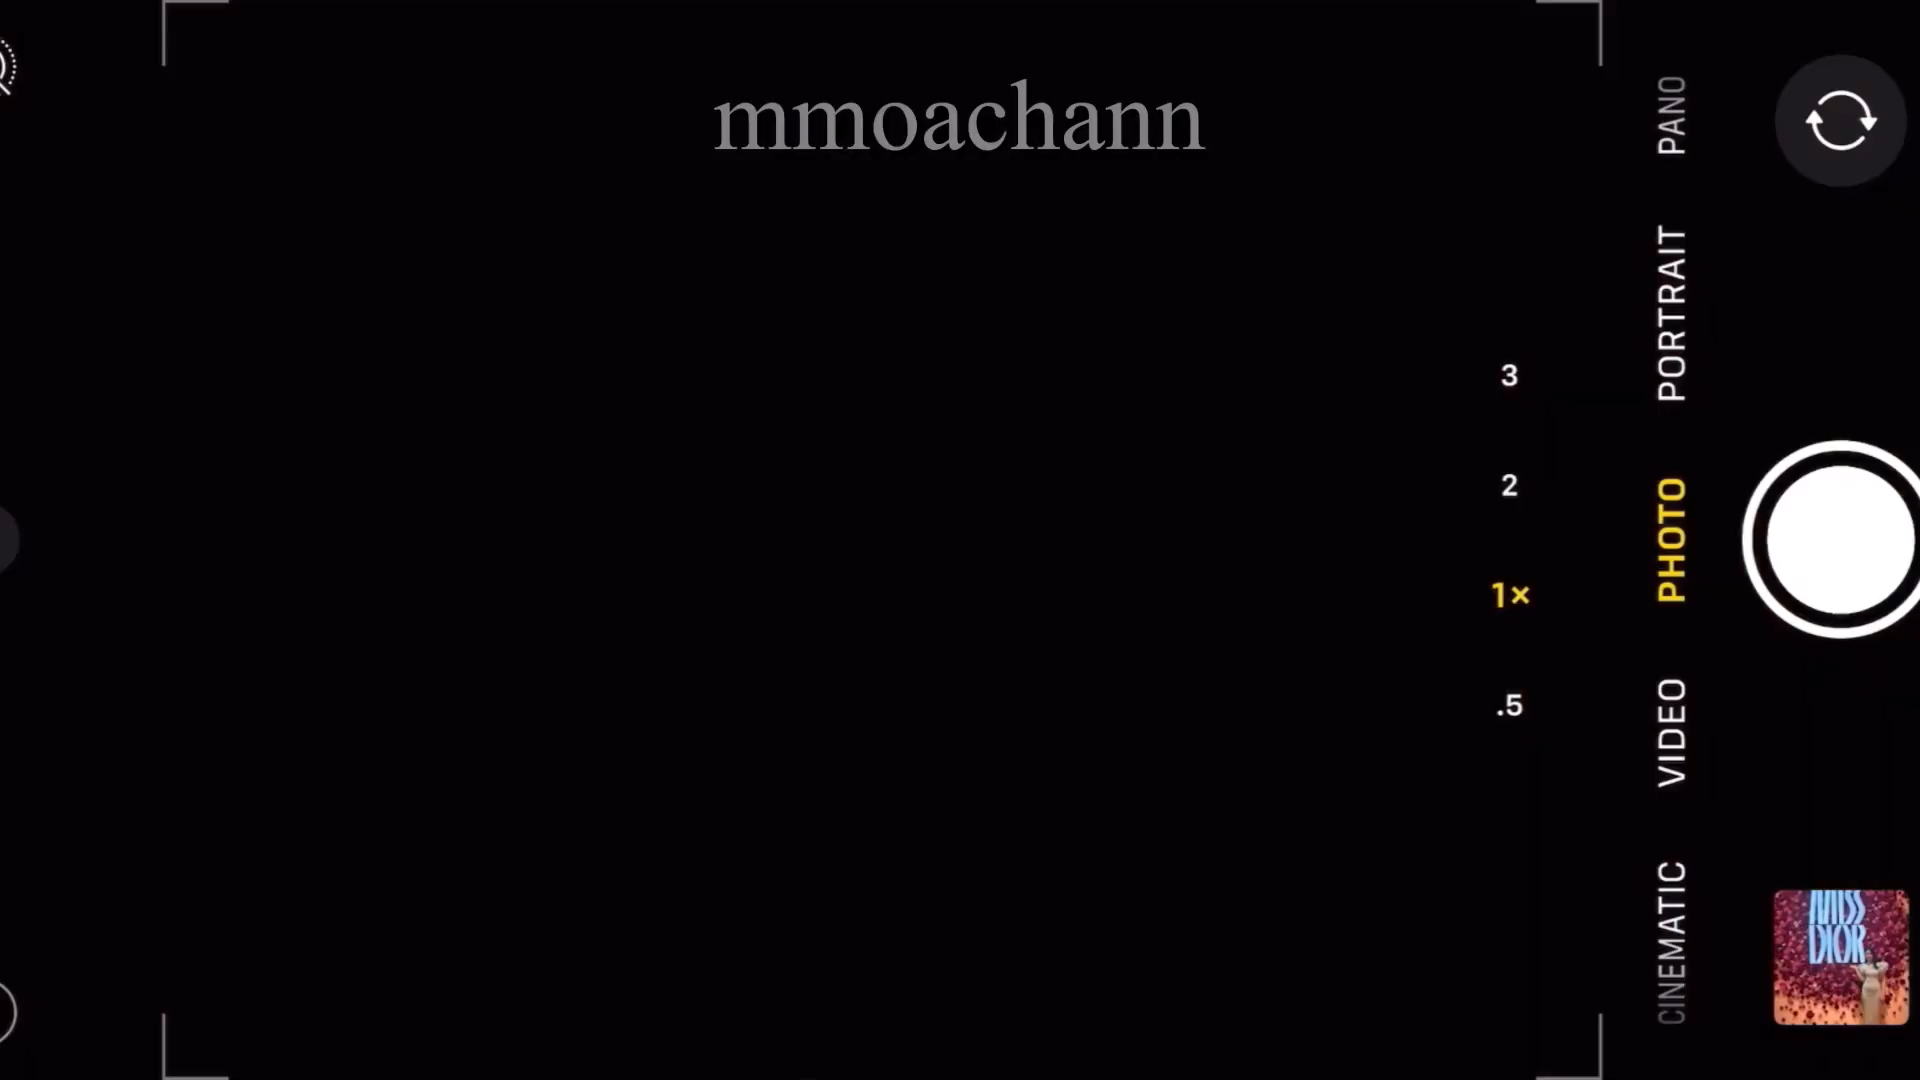 mmoachann
3
2
1×
.5
PANO
PORTRAIT
PHOTO
VIDEO
CINEMATIC
MISS
DIOR